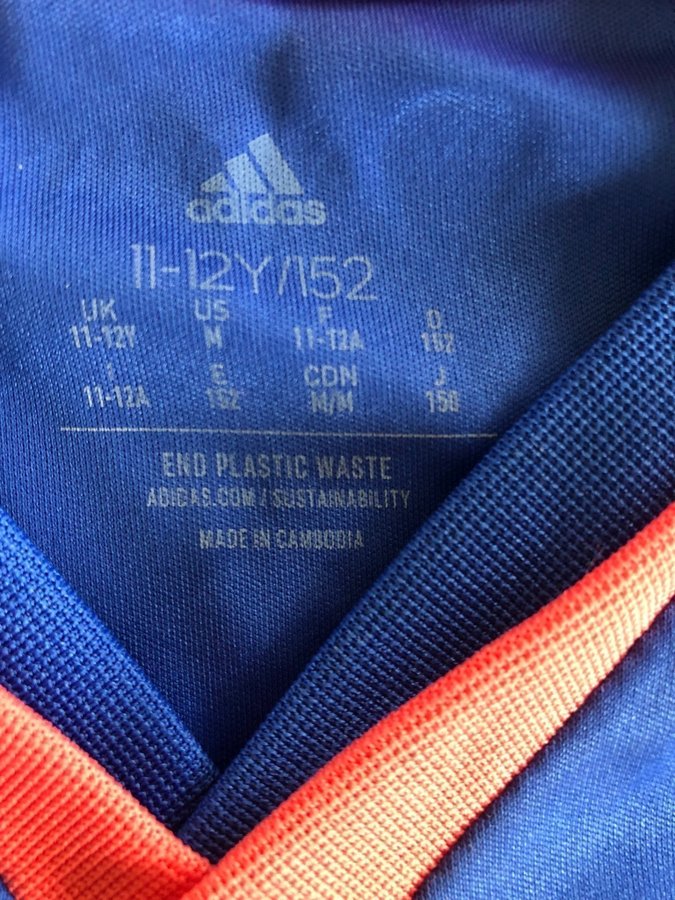 adidas
11-12Y/152
UK US F D
11-12Y M 11-12A 152
I E CDN J
11-12A 152 M/M 150
END PLASTIC WASTE
ADIDAS.COM / SUSTAINABILITY
MADE IN CAMBODIA